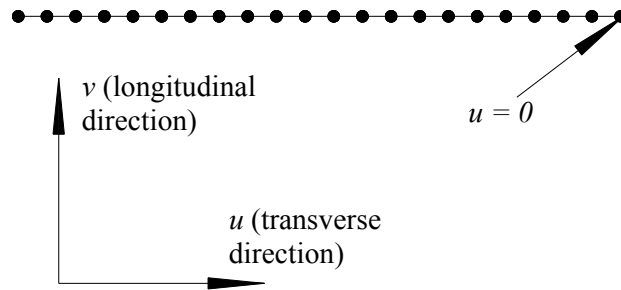 v (longitudinal
direction)
u = 0
u (transverse
direction)